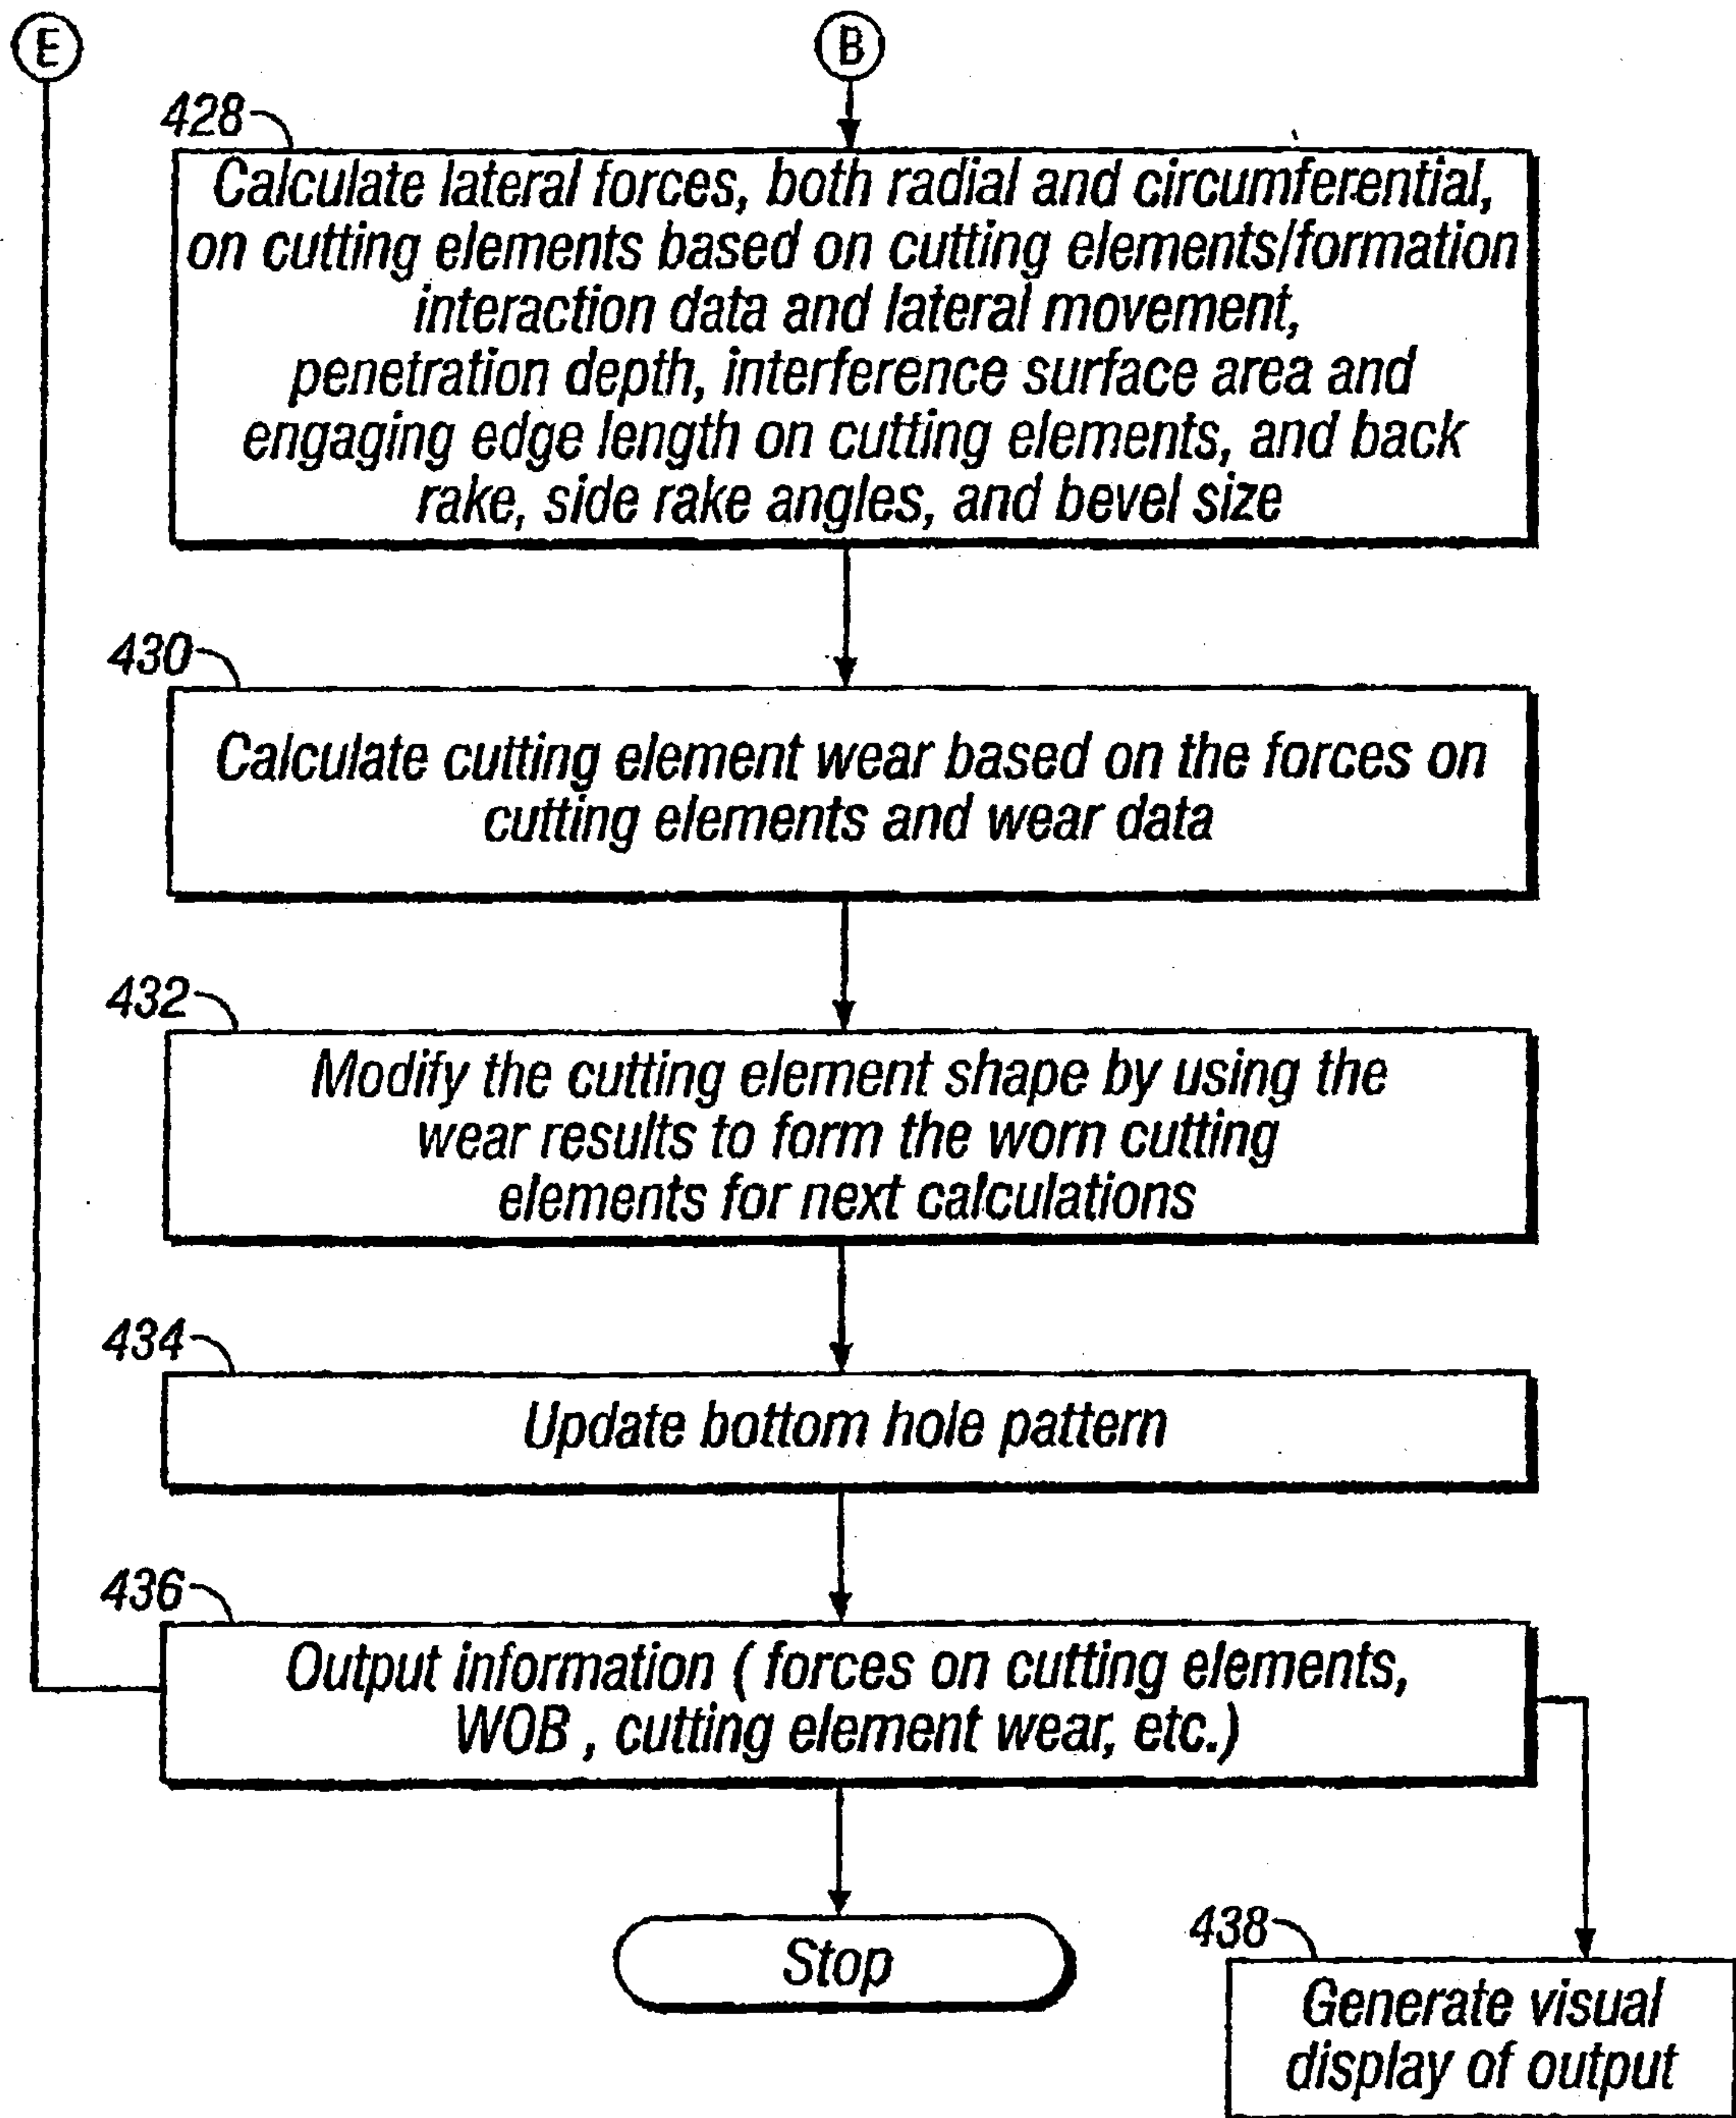 E
B
428
Calculate lateral forces, both radial and circumferential,
on cutting elements based on cutting elements/formation
interaction data and lateral movement,
penetration depth, interference surface area and
engaging edge length on cutting elements, and back
rake, side rake angles, and bevel size
430
Calculate cutting element wear based on the forces on
cutting elements and wear data
432
Modify the cutting element shape by using the
wear results to form the worn cutting
elements for next calculations
434
Update bottom hole pattern
436
Output information ( forces on cutting elements,
WOB , cutting element wear, etc.)
Stop
438
Generate visual
display of output